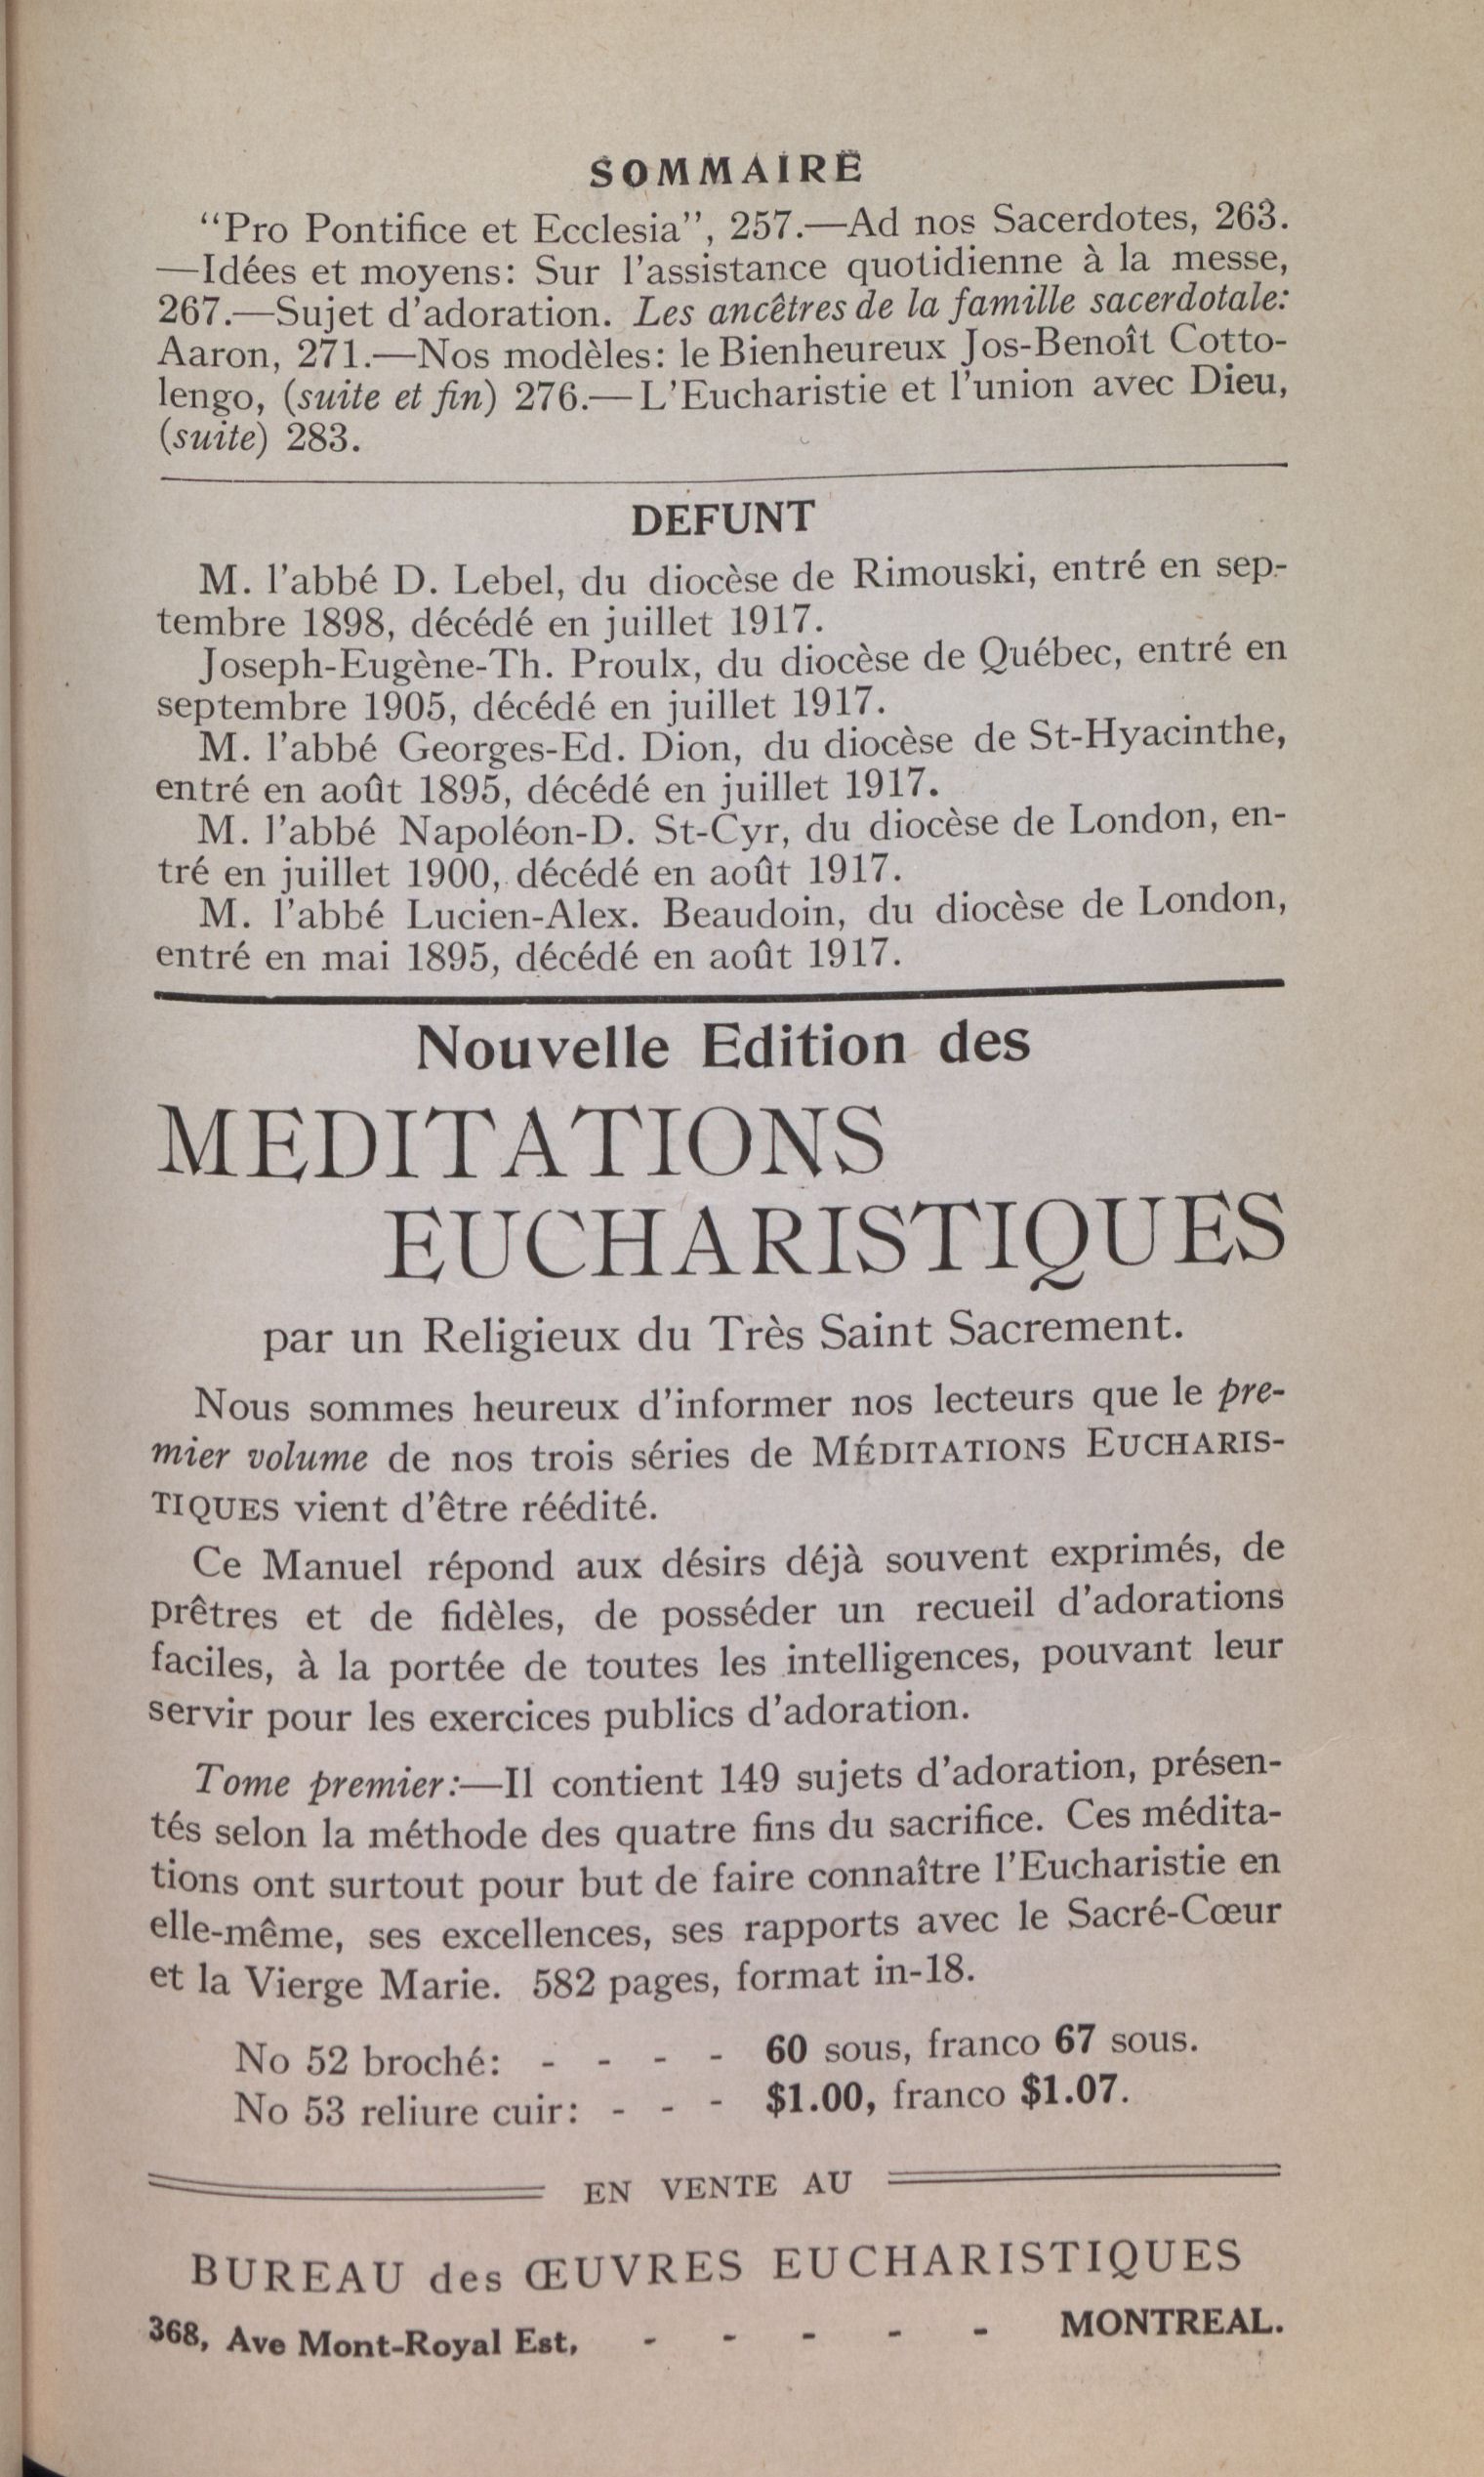 SOMMAIRE
“Pro Pontifice et Ecclesia”, 257.—Ad nos Sacerdotes, 263.
—Idées et moyens: Sur l'assistance quotidienne à la messe,
267.—Sujet d'adoration. Les ancêtres de la famille sacerdotale:
Aaron, 271.—Nos modèles: le Bienheureux Jos-Benoît Cotto-
lengo, (suite et fin) 276.—L'Eucharistie et l'union avec Dieu,
(suite) 283.
DEFUNT
M. l'abbé D. Lebel, du diocèse de Rimouski, entré en sep-
tembre 1898, décédé en juillet 1917.
Joseph-Eugène-Th. Proulx, du diocèse de Québec, entré en
septembre 1905, décédé en juillet 1917.
M. l'abbé Georges-Ed. Dion, du diocèse de St-Hyacinthe,
entré en août 1895, décédé en juillet 1917.
M. l'abbé Napoléon-D. St-Cyr, du diocèse de London, en-
tré en juillet 1900, décédé en août 1917.
M. l'abbé Lucien-Alex. Beaudoin, du diocèse de London,
entré en mai 1895, décédé en août 1917.
Nouvelle Edition des
MEDITATIONS
EUCHARISTIQUES
par un Religieux du Très Saint Sacrement.
Nous sommes heureux d'informer nos lecteurs que le pre-
mier volume de nos trois séries de MÉDITATIONS EUCHARIS-
TIQUES vient d'être réédité.
Ce Manuel répond aux désirs déjà souvent exprimés, de
prêtres et de fidèles, de posséder un recueil d'adorations
faciles, à la portée de toutes les intelligences, pouvant leur
servir pour les exercices publics d'adoration.
Tome premier:—Il contient 149 sujets d'adoration, présen-
tés selon la méthode des quatre fins du sacrifice. Ces médita-
tions ont surtout pour but de faire connaître l'Eucharistie en
elle-même, ses excellences, ses rapports avec le Sacré-Cœur
et la Vierge Marie. 582 pages, format in-18.
No 52 broché: - - - - 60 sous, franco 67 sous.
No 53 reliure cuir: - - - $1.00, franco $1.07.
EN VENTE AU
BUREAU des ŒUVRES EUCHARISTIQUES
368, Ave Mont-Royal Est, - - - - - MONTREAL.